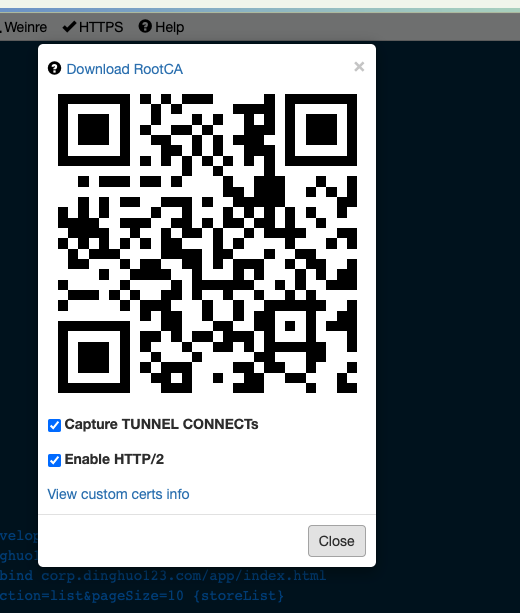 Weinre HTTPS Help
Download RootCA
×
Capture TUNNEL CONNECTs
Enable HTTP/2
View custom certs info
Close
bind corp.dinghuo123.com/app/index.html
ction=list&pageSize=10 {storeList}